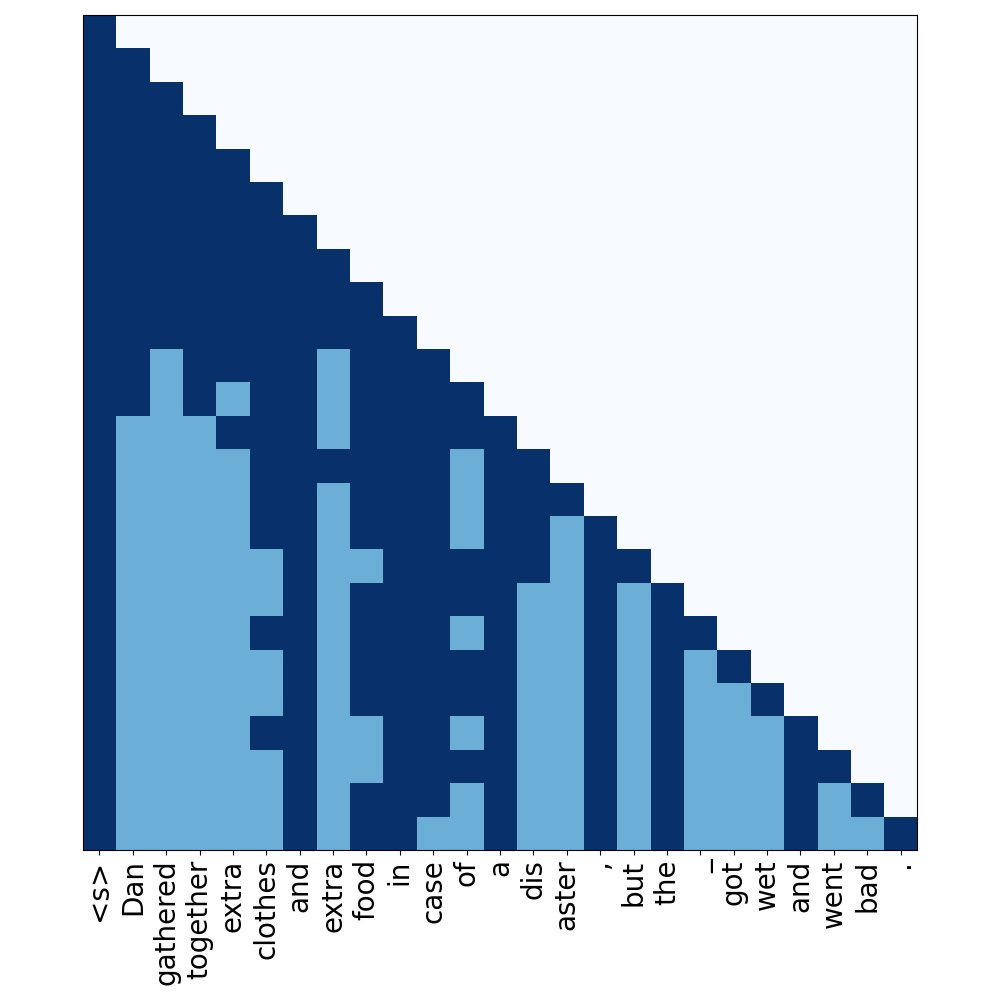 <s>
Dan
gathered
together
extra
clothes
and
extra
food
in
case
of
a
dis
aster
,
but
the
_
got
wet
and
went
bad
.